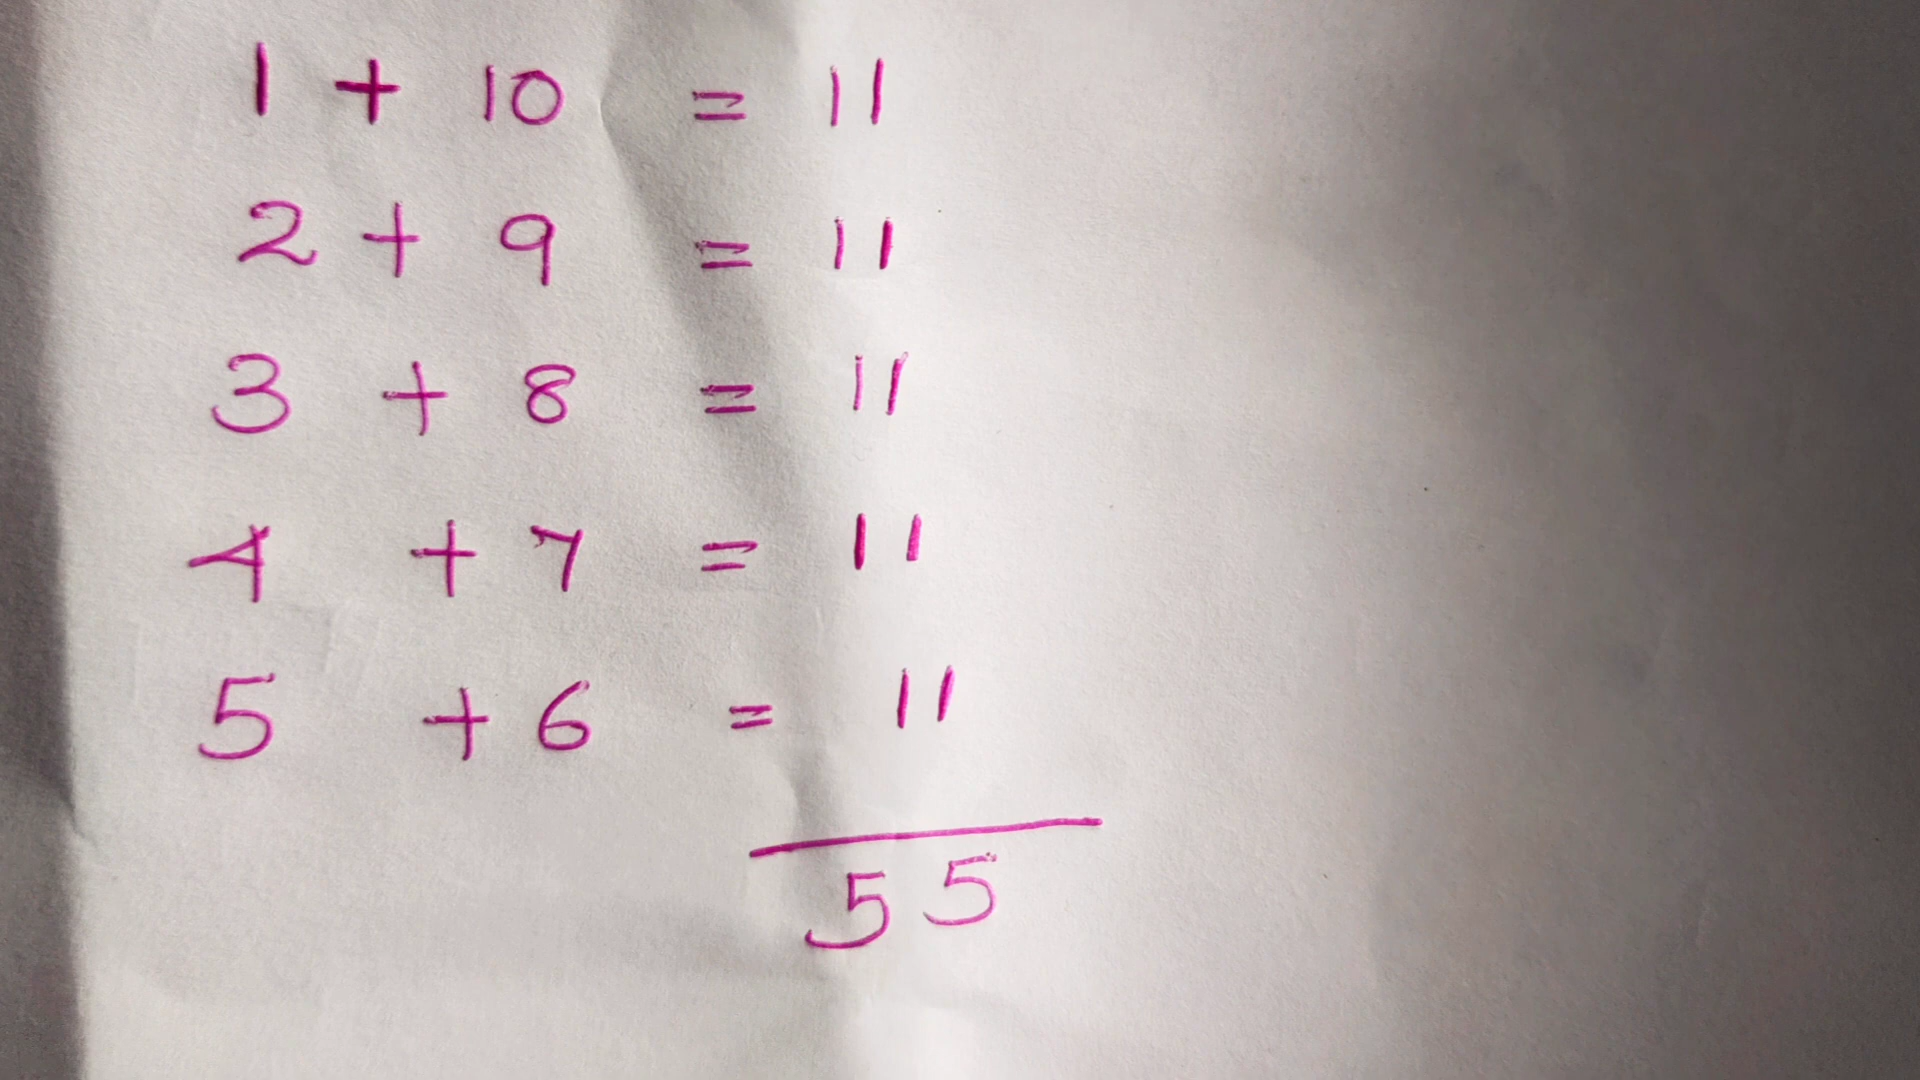 1 + 10 = 11
2 + 9 = 11
3 + 8 = 11
4 + 7 = 11
5 + 6 = 11
55